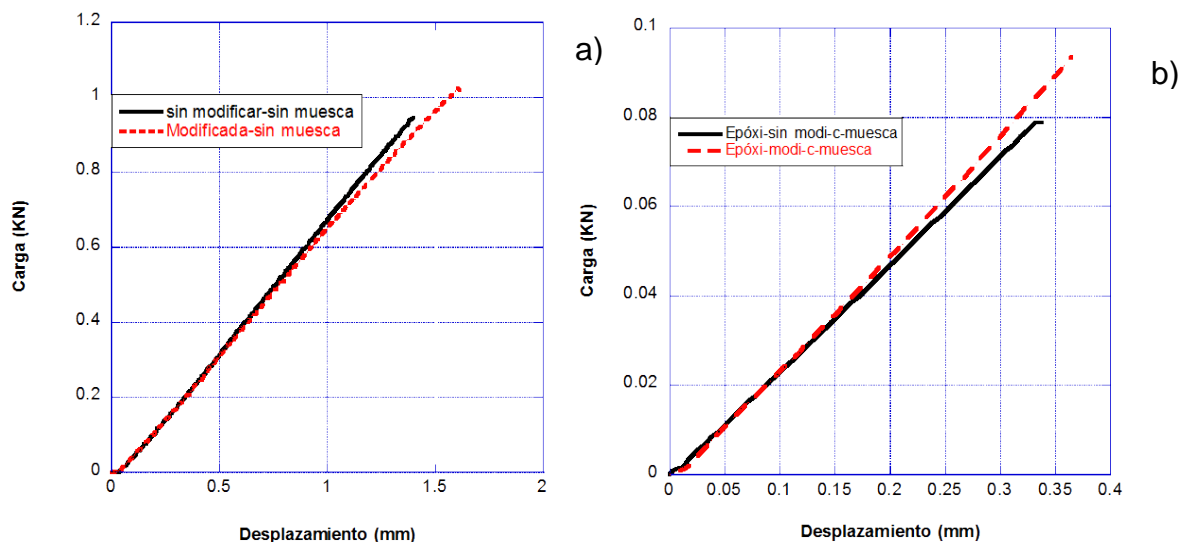 1.2
1
0.8
0.6
0.4
0.2
0
Carga (KN)
sin modificar-sin muesca
Modificada-sin muesca
0 0.5 1 1.5 2
Desplazamiento (mm)
a)
0.1
0.08
0.06
0.04
0.02
0
Carga (KN)
Epóxi-sin modi-c-muesca
Epóxi-modi-c-muesca
0 0.05 0.1 0.15 0.2 0.25 0.3 0.35 0.4
Desplazamiento (mm)
b)